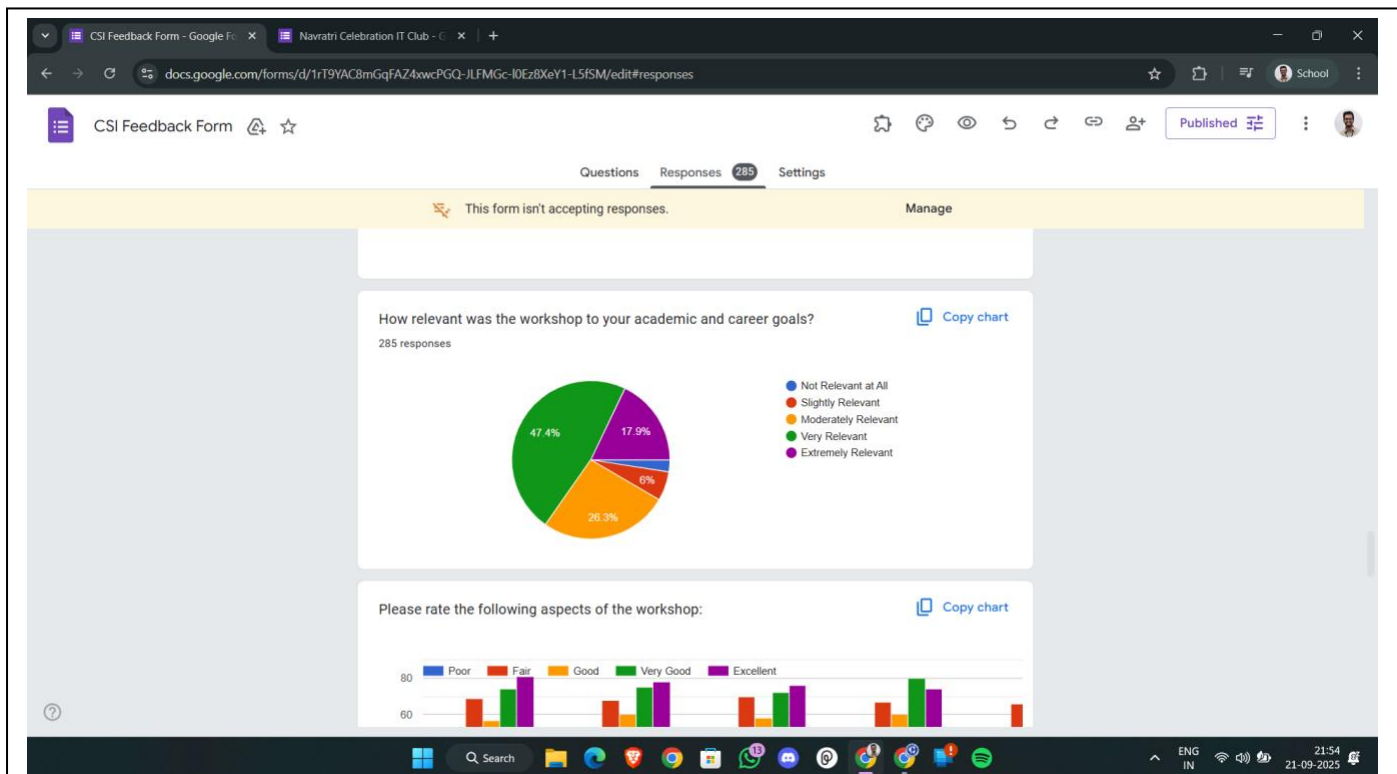 CSI Feedback Form - Google Fo
Navratri Celebration IT Club - G
docs.google.com/forms/d/1rT9YAC8mGqFAZ4xwcPGQ-JLFMGc-I0Ez8XeY1-L5fSM/edit#responses
School
CSI Feedback Form
Published
Questions Responses 285 Settings
This form isn't accepting responses. Manage
How relevant was the workshop to your academic and career goals?
Copy chart
285 responses
47.4%
17.9%
6%
26.3%
Not Relevant at All
Slightly Relevant
Moderately Relevant
Very Relevant
Extremely Relevant
Please rate the following aspects of the workshop:
Copy chart
Poor Fair Good Very Good Excellent
80
60
Search
13
ENG
IN
21:54
21-09-2025